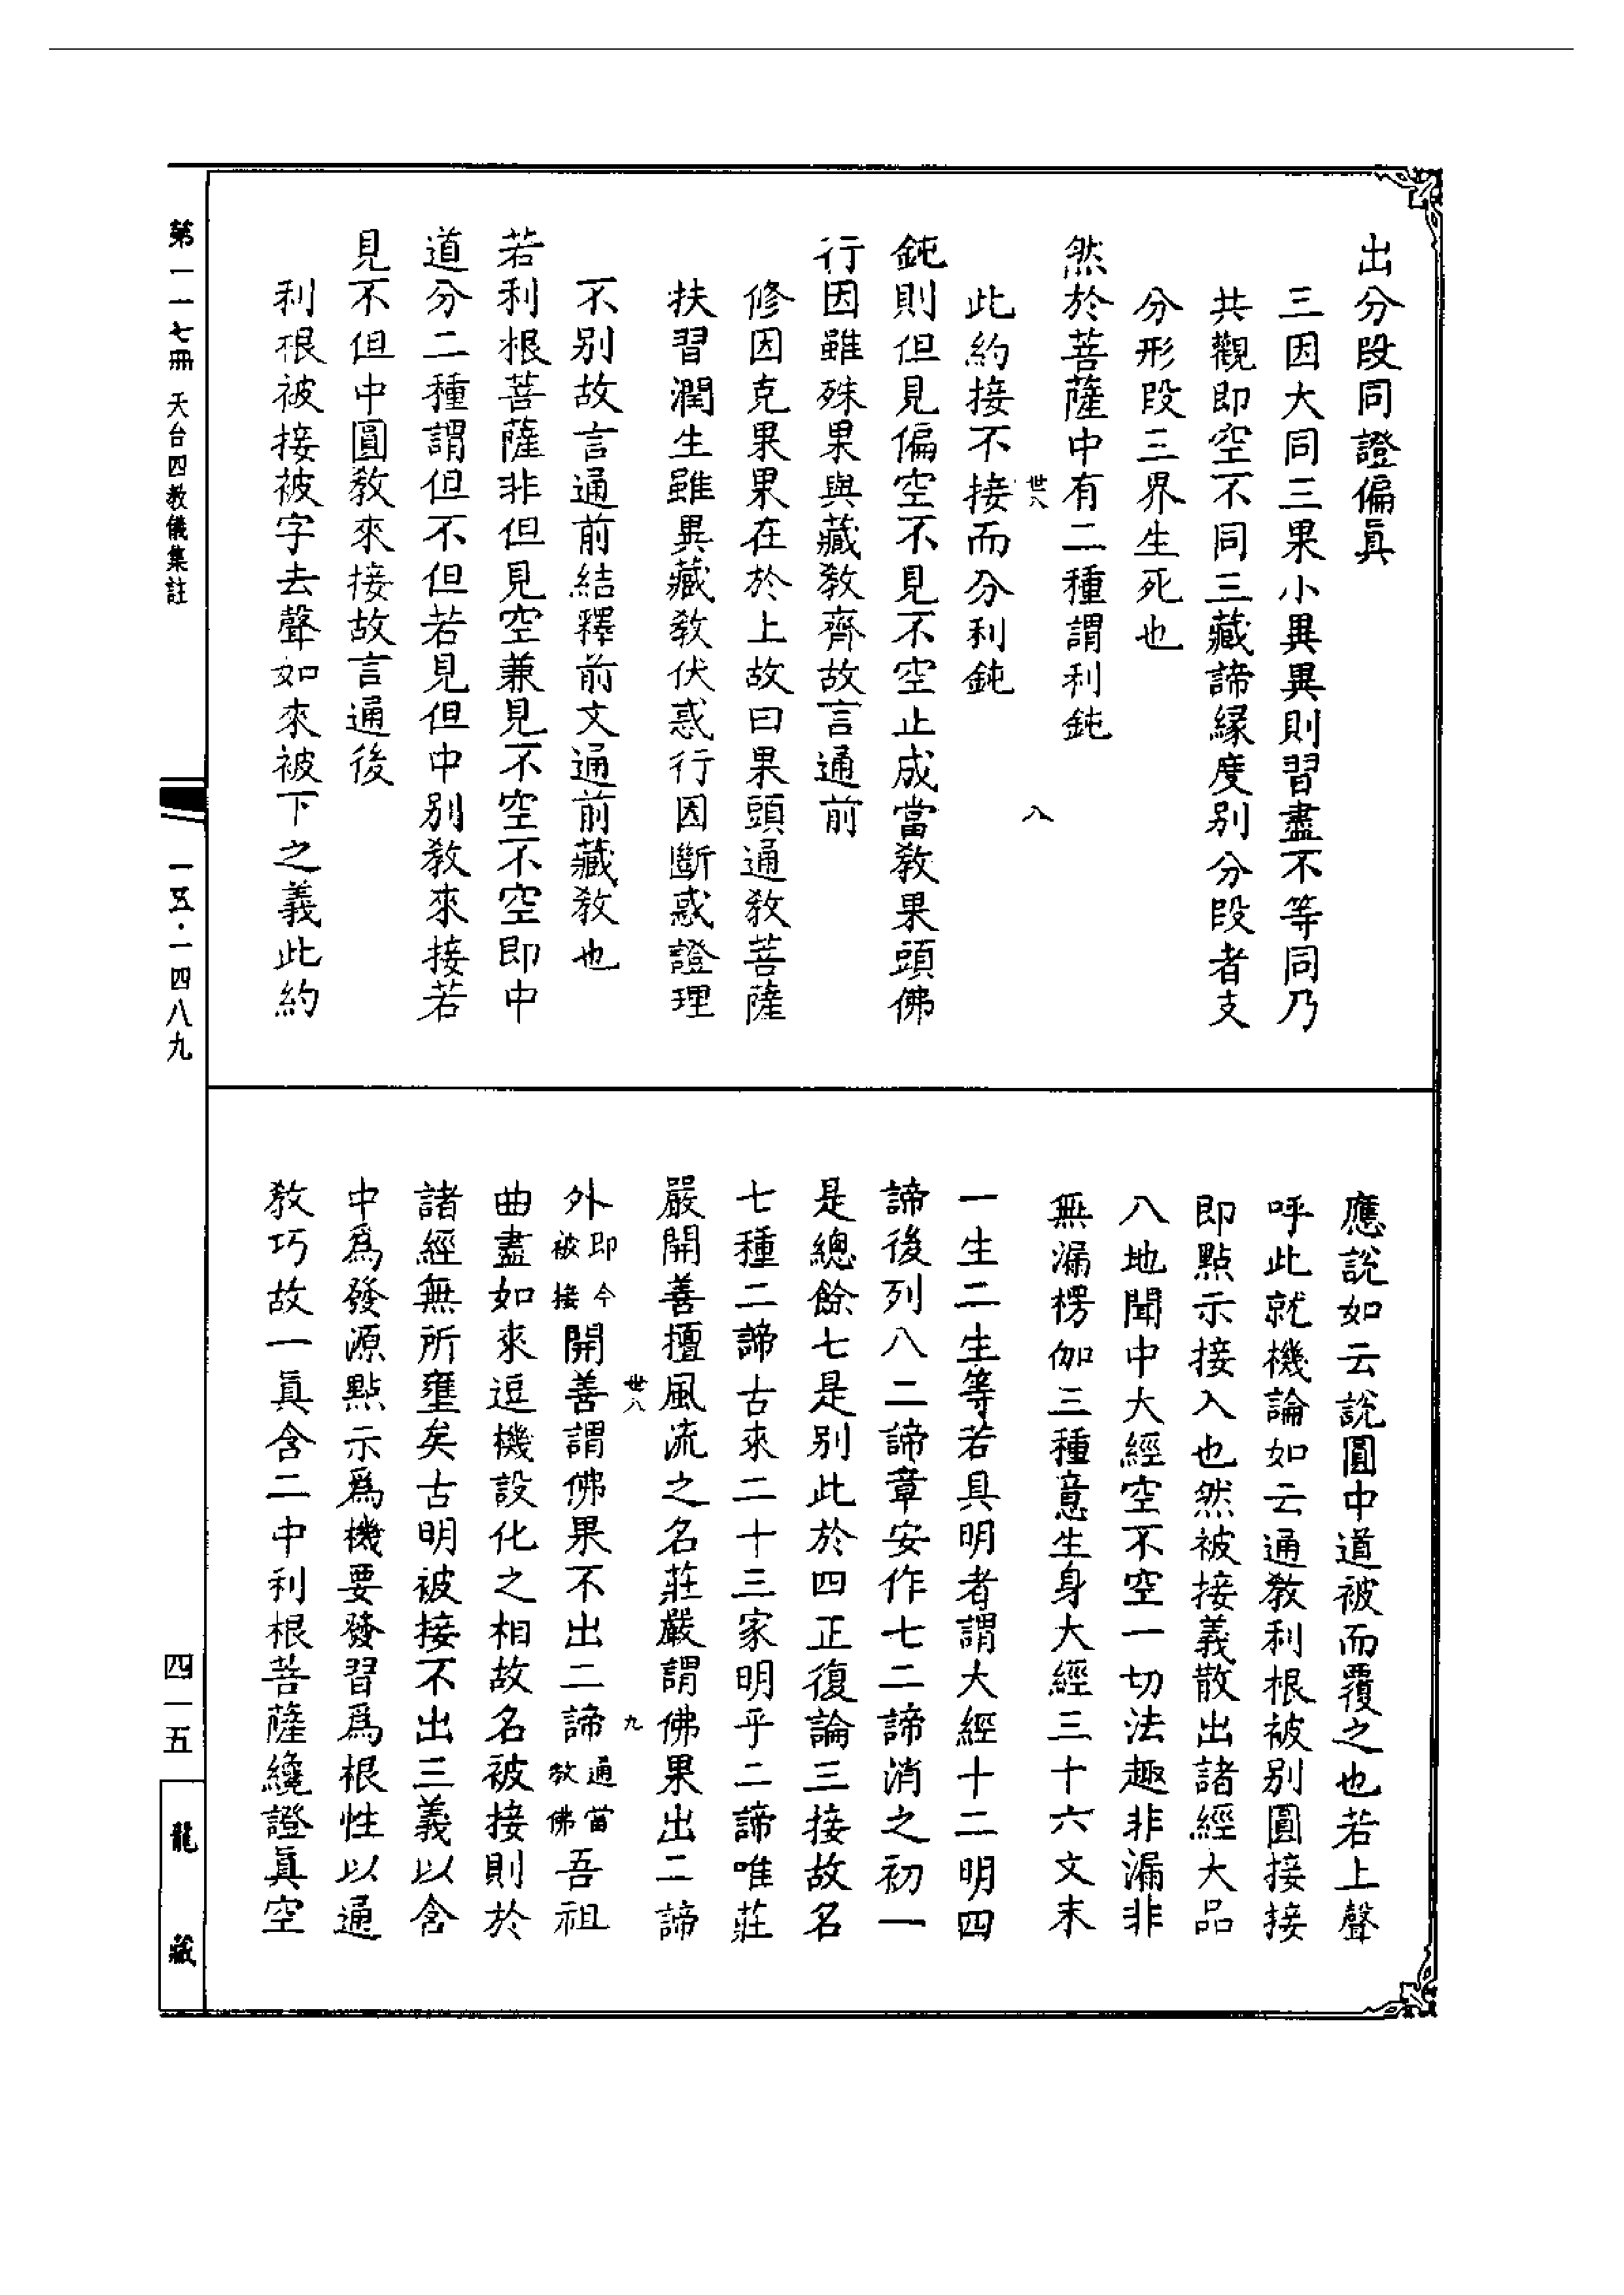 出分段同證偏眞
三因大同三果小異異則習盡不等同乃
共觀即空不同三藏諦緣度別分段者支
分形段三界生死也
然於菩薩中有二種謂利鈍
世八
八
此約接不接而分利鈍
鈍則但見偏空不見不空止成當教果頭佛
行因雖殊果與藏教齊故言通前
修因克果果在於上故曰果頭通教菩薩
扶習潤生雖異藏教伏惑行因斷惑證理
不別故言通前結釋前文通前藏教也
若利根菩薩非但見空兼見不空不空即中
道分二種謂但不但若見但中別教來接若
見不但中圓教來接故言通後
利根被接被字去聲如來被下之義此約
應說如云說圓中道被而覆之也若上聲
呼此就機論如云通教利根被別圓接接
即點示接入也然被接義散出諸經大品
八地聞中大經空不空一切法趣非漏非
無漏楞伽三種意生身大經三十六文末
一生二生等若具明者謂大經十二明四
諦後列八二諦章安作七二諦消之初一
是總餘七是別此於四正復論三接故名
七種二諦古來二十三家明乎二諦唯莊
嚴開善擅風流之名莊嚴謂佛果出二諦
世八
九
外即今被接開善謂佛果不出二諦通當教佛吾祖
曲盡如來逗機設化之相故名被接則於
諸經無所壅矣古明被接不出三義以含
中爲發源點示爲機要發習爲根性以通
教巧故一眞含二中利根菩薩纔證眞空
第一一七冊 天台四教儀集註
一五·一四八九
四一五
龍藏